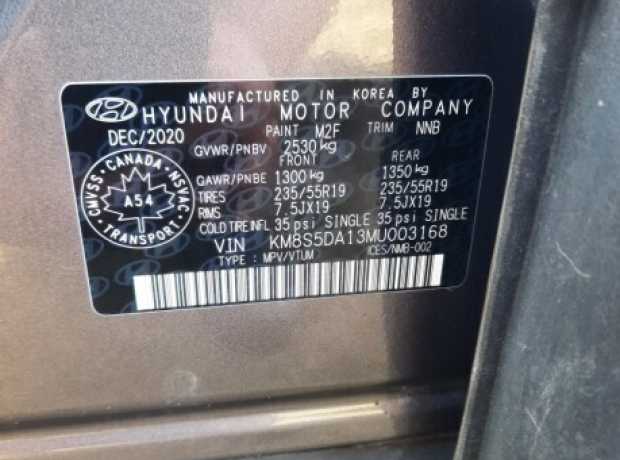 MANUFACTURED IN KOREA BY
HYUNDAI MOTOR COMPANY
DEC/2020 PAINT M2F TRIM NNB
GVWR/PNBV 2530 kg
FRONT REAR
GAWR/PNBE 1300 kg 1350 kg
TIRES 235/55R19 235/55R19
RIMS 7.5JX19 7.5JX19
COLD TIRE INFL 35 psi SINGLE 35 psi SINGLE
VIN KM8S5DA13MU003168
TYPE : MPV/VTUM ICES/NMB-002
CMVSS • CANADA • NSVAC
A54
TRANSPORT